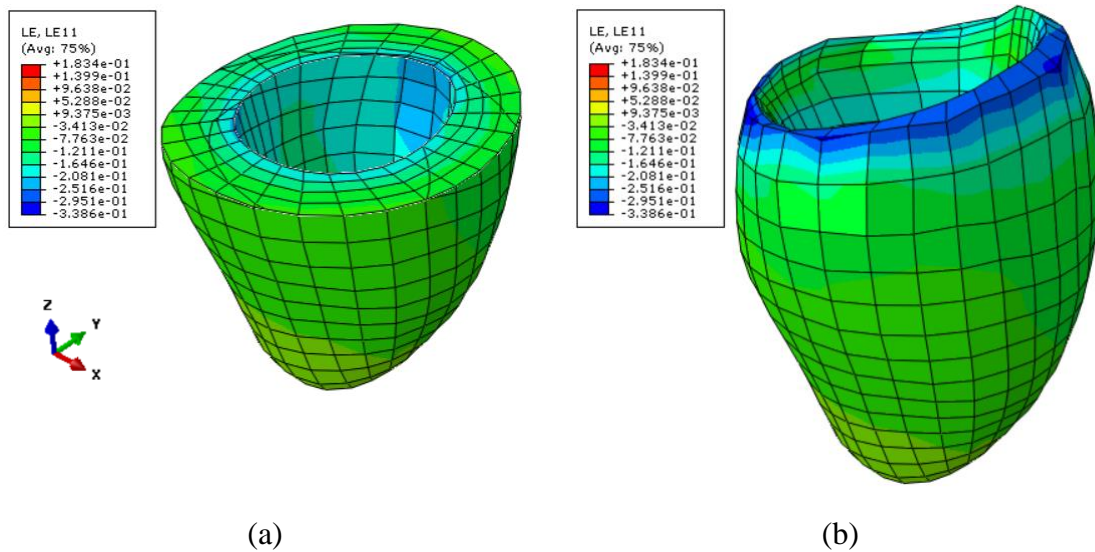 LE, LE11
(Avg: 75%)
+1.834e-01
+1.399e-01
+9.638e-02
+5.288e-02
+9.375e-03
-3.413e-02
-7.763e-02
-1.211e-01
-1.646e-01
-2.081e-01
-2.516e-01
-2.951e-01
-3.386e-01
Z
Y
X
(a)
LE, LE11
(Avg: 75%)
+1.834e-01
+1.399e-01
+9.638e-02
+5.288e-02
+9.375e-03
-3.413e-02
-7.763e-02
-1.211e-01
-1.646e-01
-2.081e-01
-2.516e-01
-2.951e-01
-3.386e-01
(b)